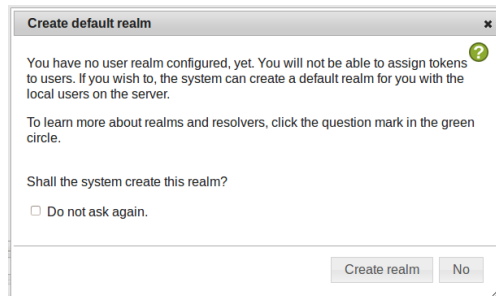 Create default realm
You have no user realm configured, yet. You will not be able to assign tokens
to users. If you wish to, the system can create a default realm for you with the
local users on the server.
To learn more about realms and resolvers, click the question mark in the green
circle.
Shall the system create this realm?
Do not ask again.
Create realm No